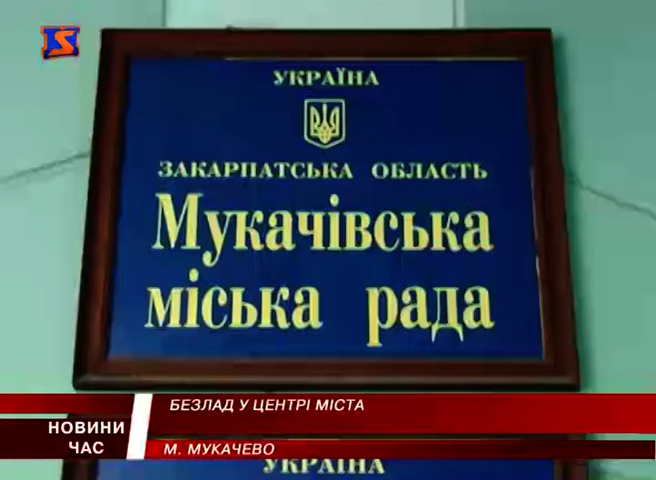 УКРАЇНА
ЗАКАРПАТСЬКА ОБЛАСТЬ
Мукачівська
міська рада
БЕЗЛАД У ЦЕНТРІ МІСТА
НОВИНИ
ЧАС
М. МУКАЧЕВО
УКРАЇНА